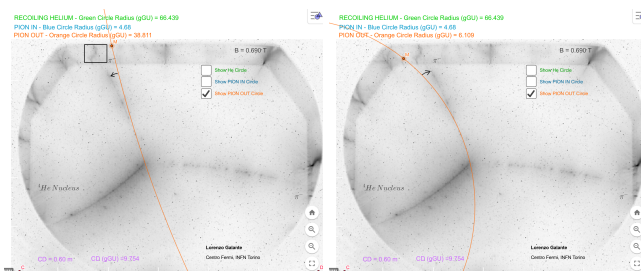 RECOILING HELIUM - Green Circle Radius (gGU) = 66.439
PION IN - Blue Circle Radius (gGU) = 4.68
PION OUT - Orange Circle Radius (gGU) = 38.811
B = 0.690 T
Show He Circle
Show PION IN Circle
Show PION OUT Circle
He Nucleus
Lorenzo Galante
Centro Fermi, INFN Torino
CD = 0.60 m
CD (gGU) =9.754
RECOILING HELIUM - Green Circle Radius (gGU) = 66.439
PION IN - Blue Circle Radius (gGU) = 4.68
PION OUT - Orange Circle Radius (gGU) = 6.109
B = 0.690 T
Show He Circle
Show PION IN Circle
Show PION OUT Circle
He Nucleus
Lorenzo Galante
Centro Fermi, INFN Torino
CD = 0.60 m
CD (gGU) =9.754